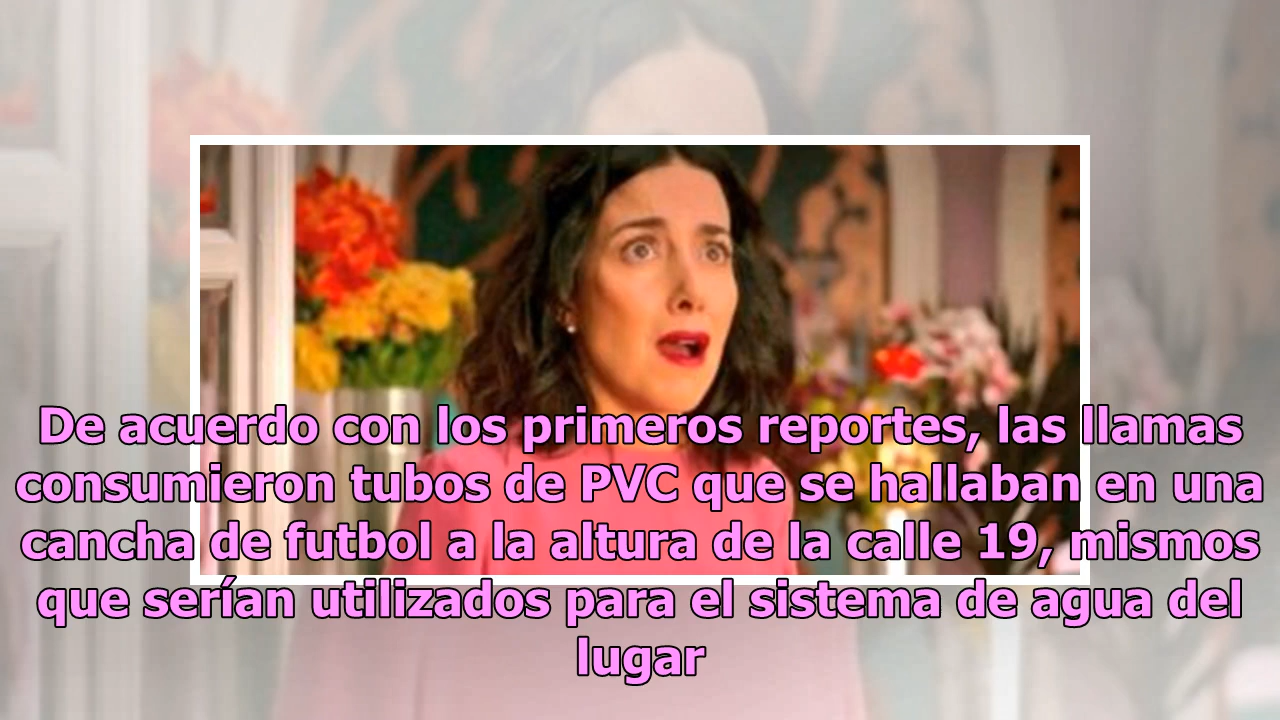 De acuerdo con los primeros reportes, las llamas
consumieron tubos de PVC que se hallaban en una
cancha de futbol a la altura de la calle 19, mismos
que serían utilizados para el sistema de agua del
lugar